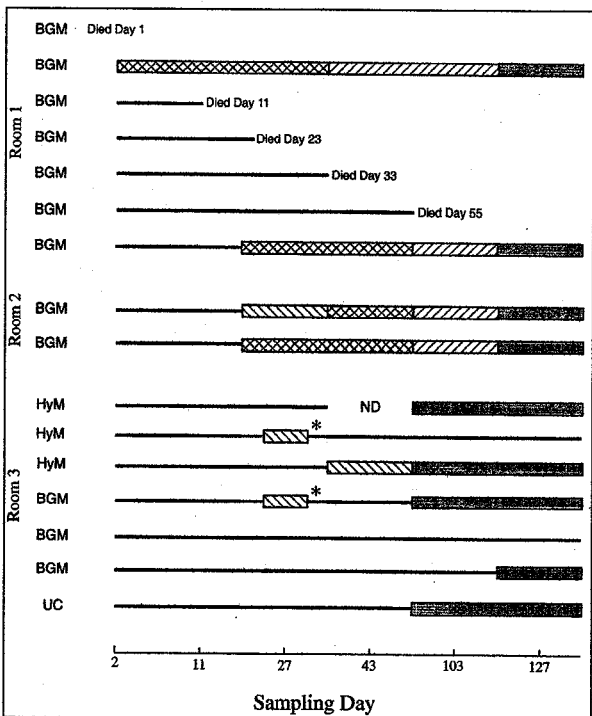 BGM Died Day 1
BGM
BGM Died Day 11
BGM Died Day 23
BGM Died Day 33
BGM Died Day 55
BGM
Room 1
BGM
BGM
Room 2
HyM ND
HyM *
HyM
BGM *
BGM
BGM
UC
Room 3
2 11 27 43 103 127
Sampling Day